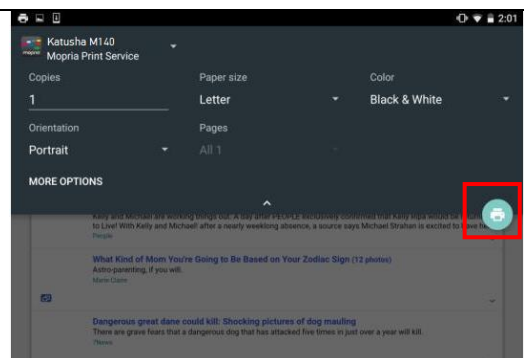 2:01
mopria
Katusha M140
Mopria Print Service
Copies
Paper size
Color
1
Letter
Black & White
Orientation
Pages
Portrait
All 1
MORE OPTIONS
Kelly and Michael are working things out. A day after PEOPLE exclusively confirmed that Kelly Ripa would be
to Live! With Kelly and Michael! after a nearly weeklong absence, a source says Michael Strahan is excited to have he
People
What Kind of Mom You're Going to Be Based on Your Zodiac Sign (12 photos)
Astro-parenting, if you will.
Marie Claire
Dangerous great dane could kill: Shocking pictures of dog mauling
There are grave fears that a dangerous dog that has attacked five times in just over a year will kill.
7News